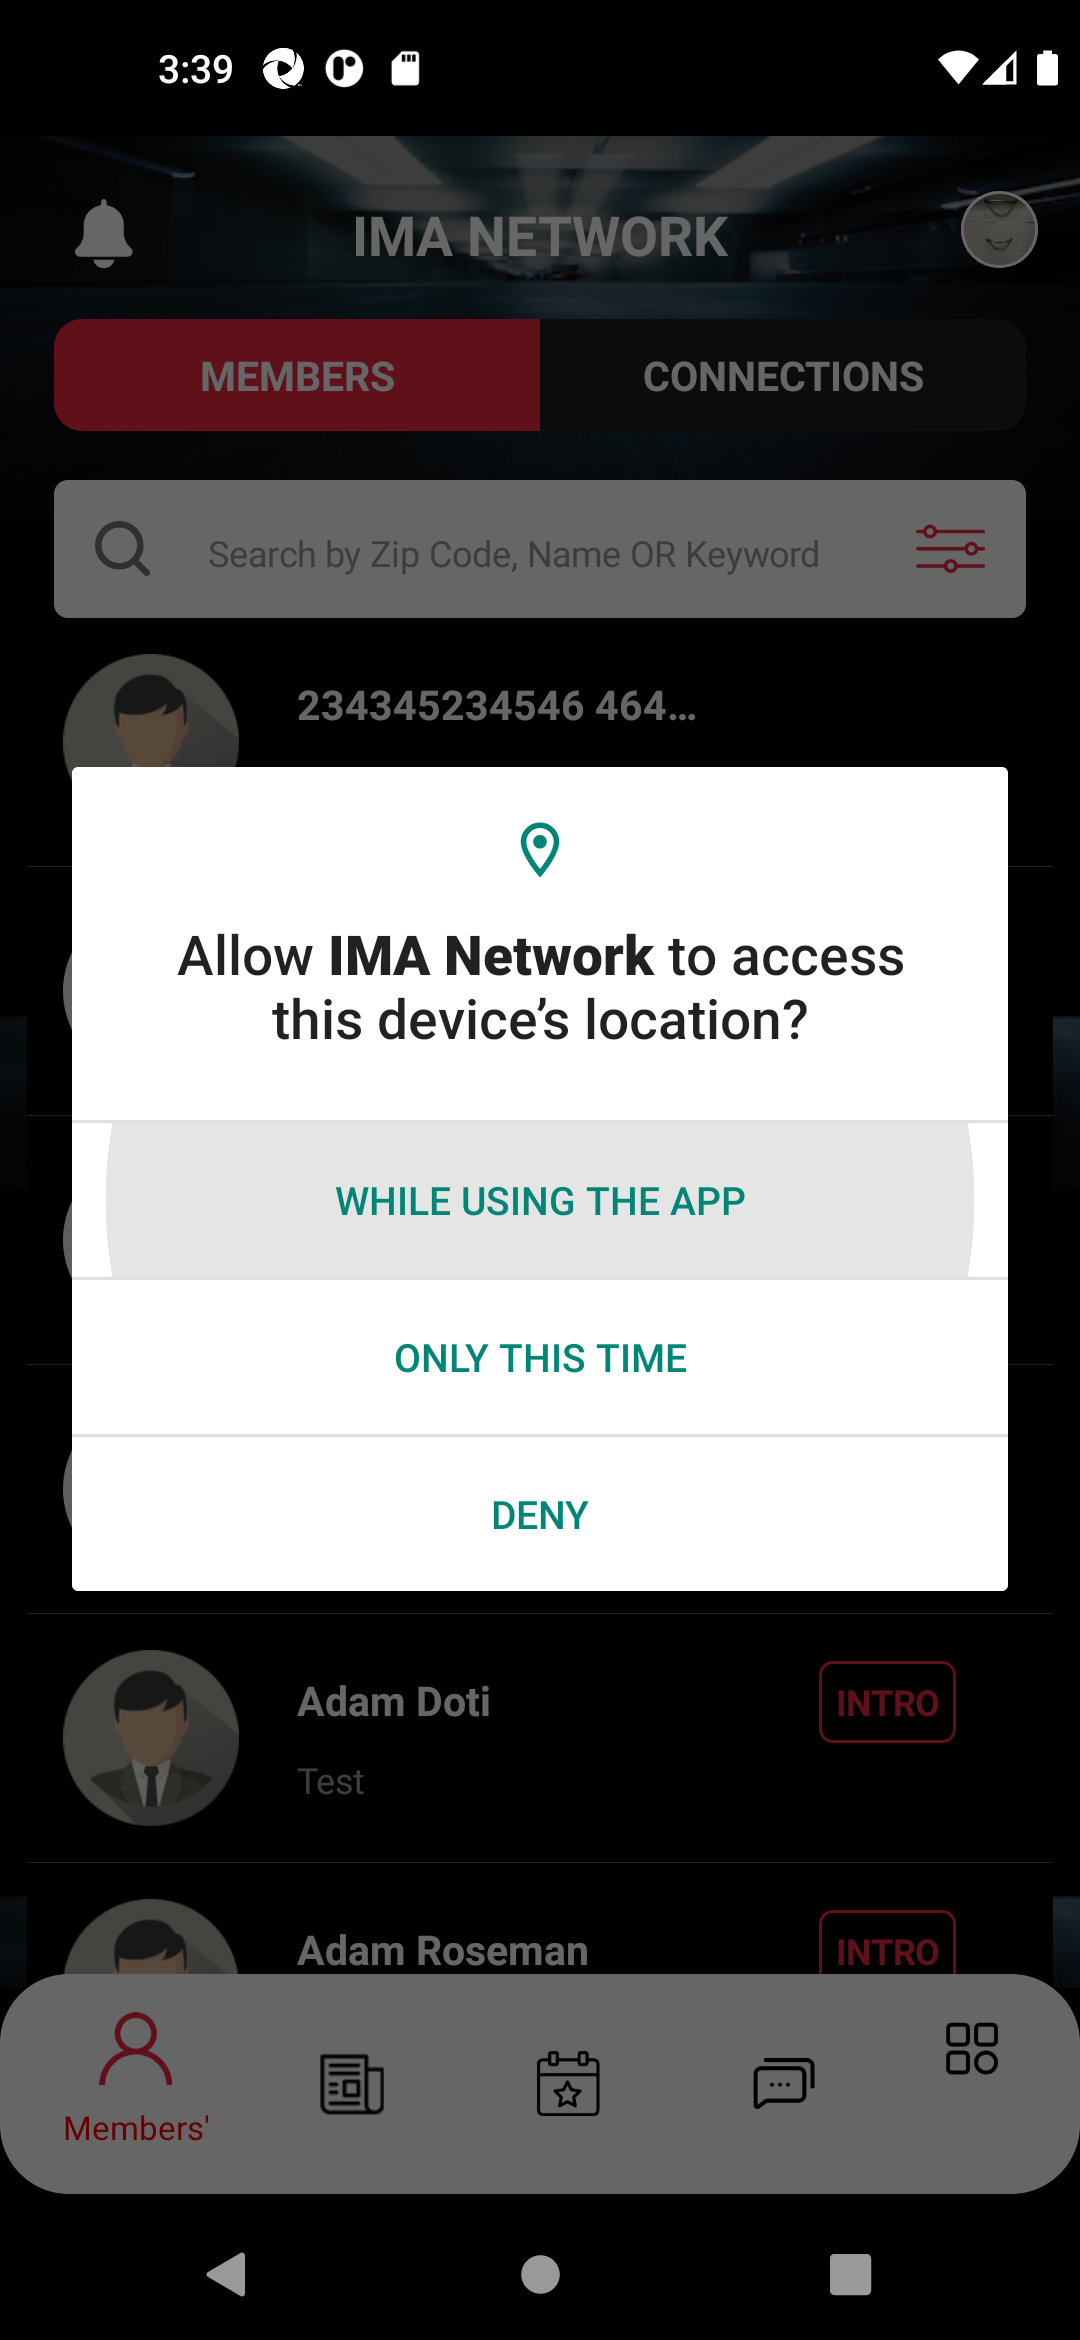 3:39
IMA NETWORK
MEMBERS
CONNECTIONS
Search by Zip Code, Name OR Keyword
234345234546 464...
Allow IMA Network to access
this device’s location?
WHILE USING THE APP
ONLY THIS TIME
DENY
Adam Doti
INTRO
Test
Adam Roseman
INTRO
Members'